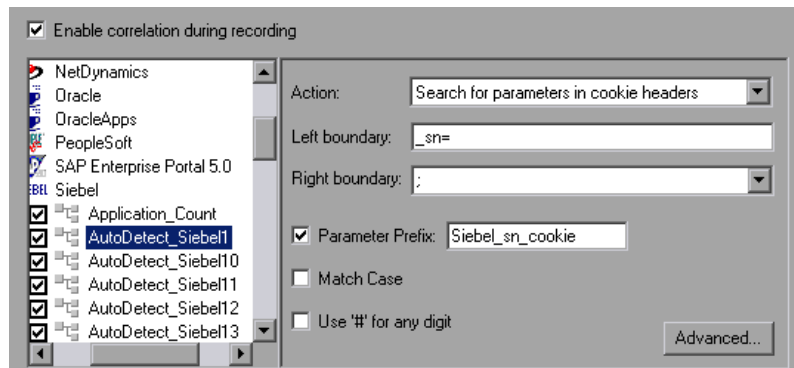 Enable correlation during recording
NetDynamics
Oracle
OracleApps
PeopleSoft
SAP Enterprise Portal 5.0
Siebel
Application_Count
AutoDetect_Siebel1
AutoDetect_Siebel10
AutoDetect_Siebel11
AutoDetect_Siebel12
AutoDetect_Siebel13
Action: Search for parameters in cookie headers
Left boundary: _sn=
Right boundary: ;
Parameter Prefix: Siebel_sn_cookie
Match Case
Use '#' for any digit
Advanced...